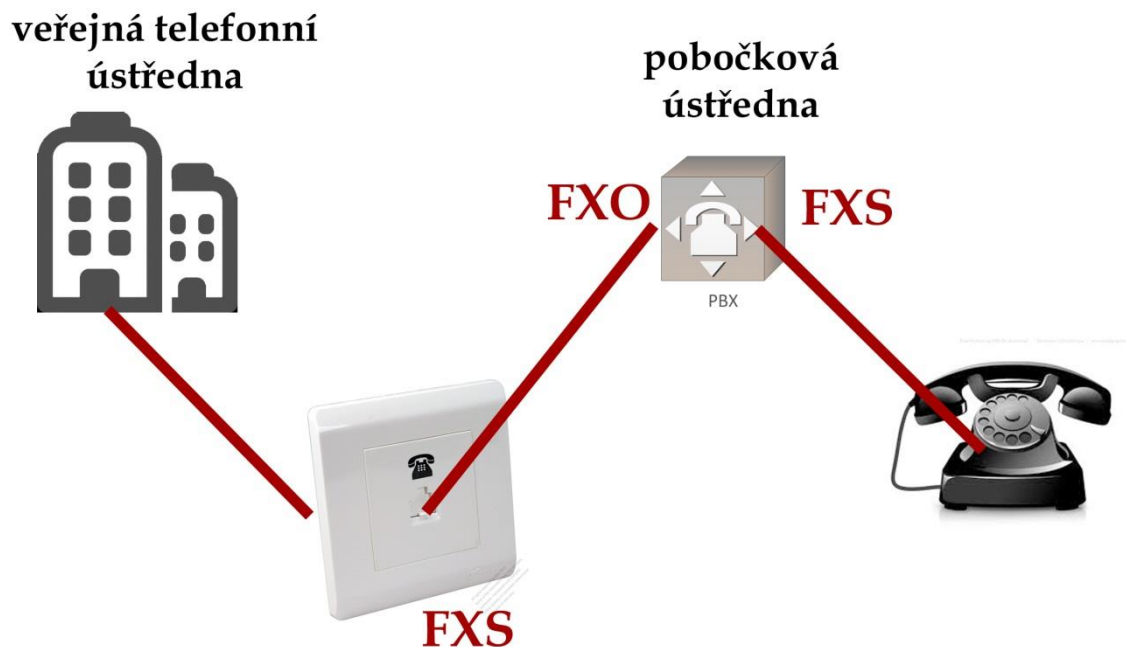 veřejná telefonní
ústředna
pobočková
ústředna
FXO
FXS
PBX
FXS